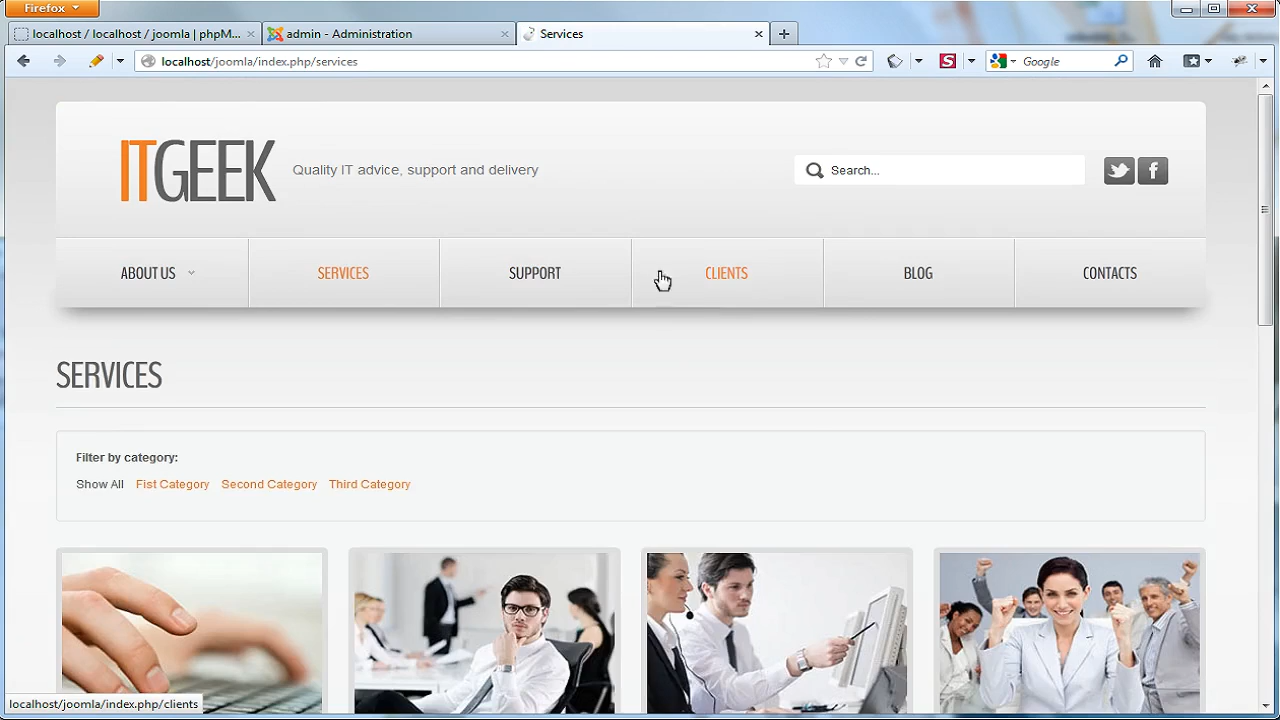 Firefox
localhost / localhost / joomla | phpM...
admin - Administration
Services
localhost/joomla/index.php/services
Google
ITGEEK
Quality IT advice, support and delivery
Search...
ABOUT US
SERVICES
SUPPORT
CLIENTS
BLOG
CONTACTS
SERVICES
Filter by category:
Show All Fist Category Second Category Third Category
localhost/joomla/index.php/clients